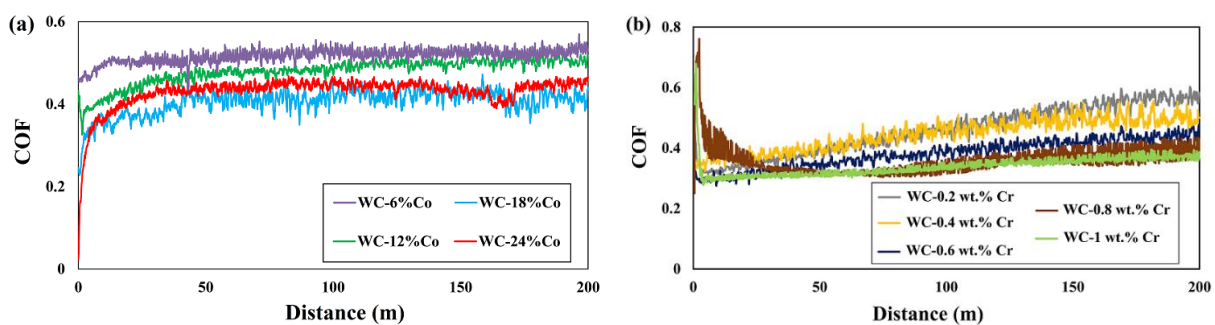 (a)
0.6
0.4
0.2
0
COF
WC-6%Co
WC-18%Co
WC-12%Co
WC-24%Co
0
50
100
150
200
Distance (m)
(b)
0.8
0.6
0.4
0.2
0
COF
WC-0.2 wt.% Cr
WC-0.8 wt.% Cr
WC-0.4 wt.% Cr
WC-1 wt.% Cr
WC-0.6 wt.% Cr
0
50
100
150
200
Distance (m)